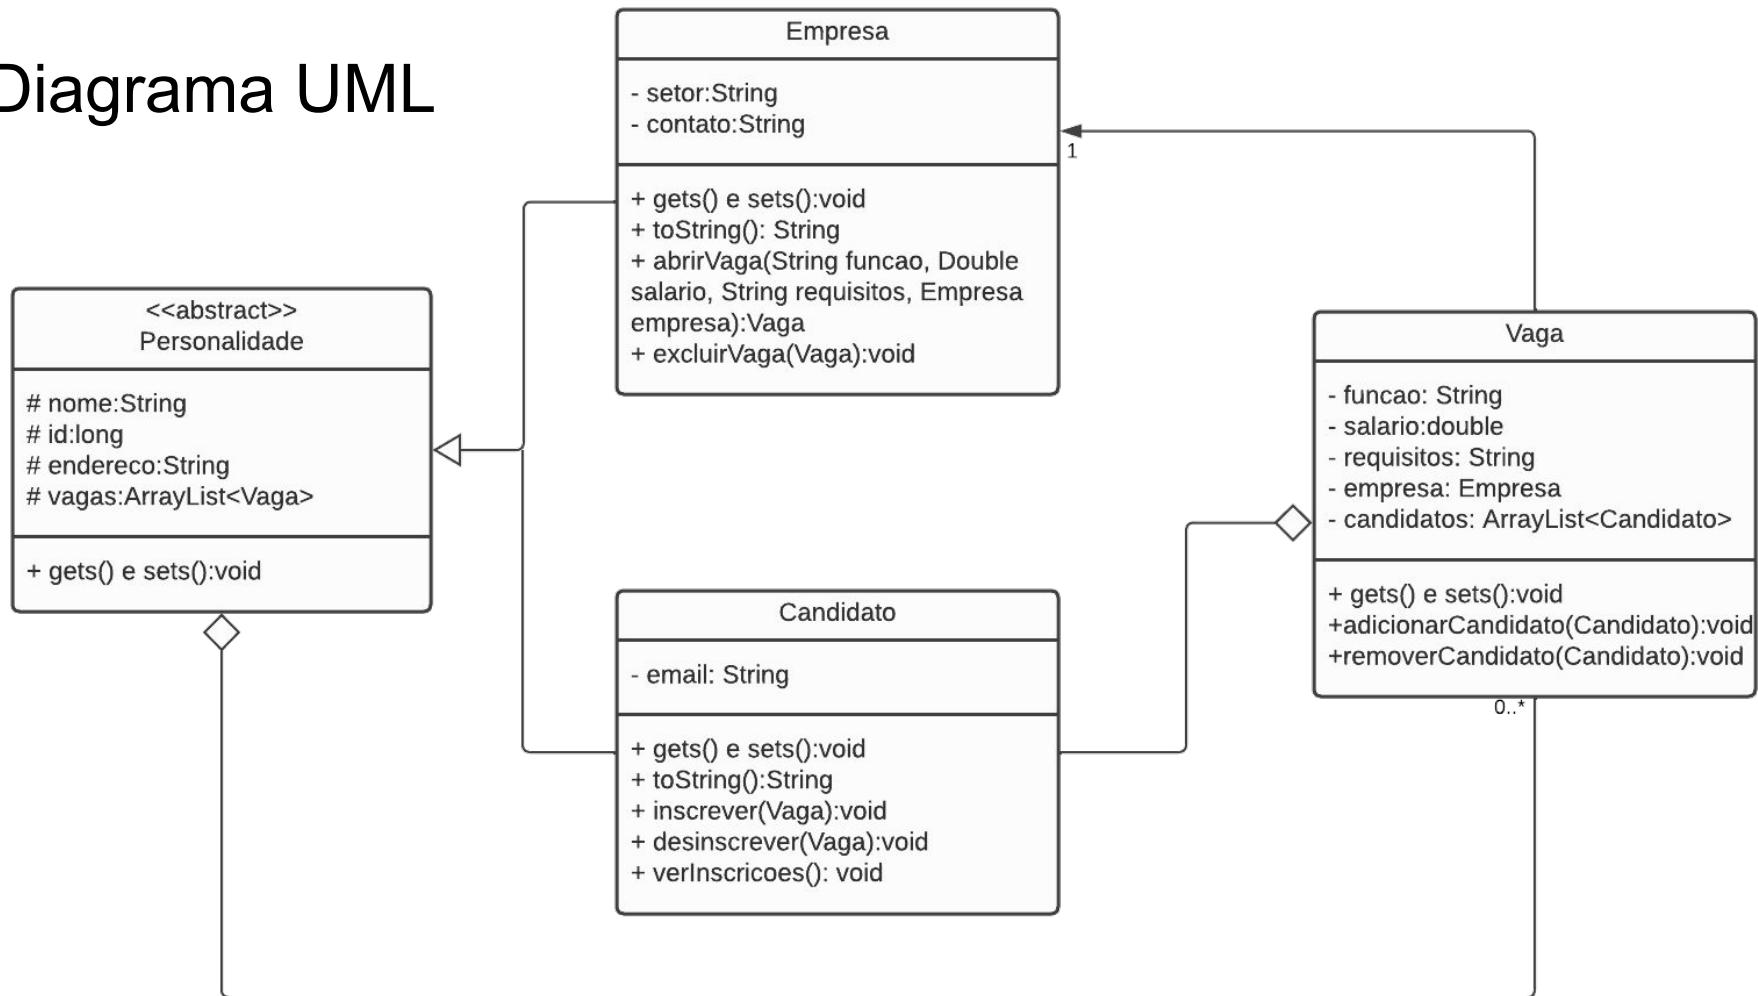 Diagrama UML
Empresa
- setor:String
- contato:String
+ gets() e sets():void
+ toString(): String
+ abrirVaga(String funcao, Double
salario, String requisitos, Empresa
empresa):Vaga
+ excluirVaga(Vaga):void
1
<<abstract>>
Personalidade
# nome:String
# id:long
# endereco:String
# vagas:ArrayList<Vaga>
+ gets() e sets():void
Candidato
- email: String
+ gets() e sets():void
+ toString():String
+ inscrever(Vaga):void
+ desinscrever(Vaga):void
+ verInscricoes(): void
Vaga
- funcao: String
- salario:double
- requisitos: String
- empresa: Empresa
- candidatos: ArrayList<Candidato>
+ gets() e sets():void
+adicionarCandidato(Candidato):void
+removerCandidato(Candidato):void
0..*